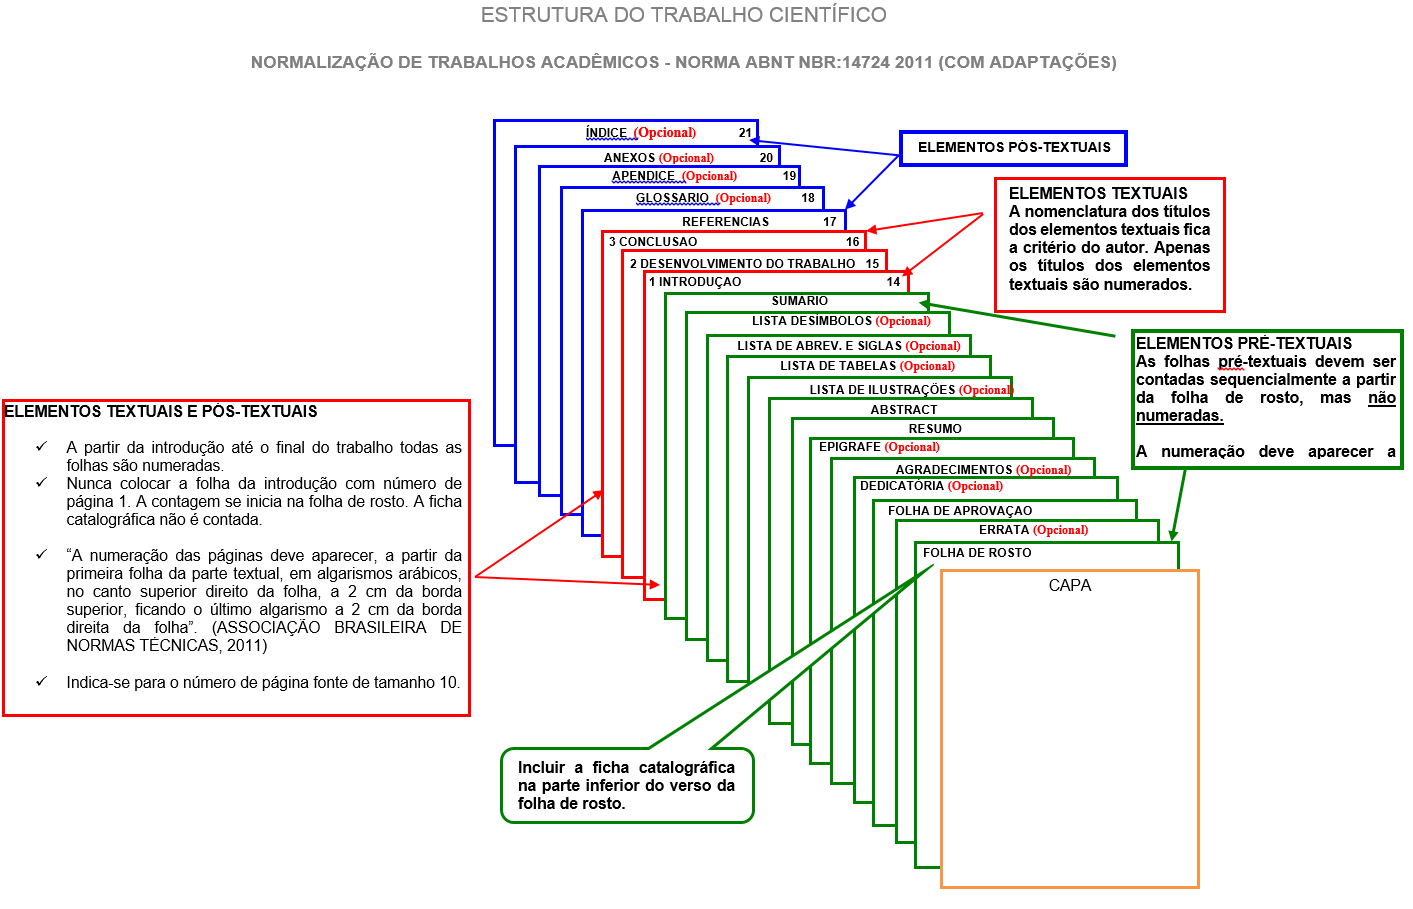 ESTRUTURA DO TRABALHO CIENTÍFICO
NORMALIZAÇÃO DE TRABALHOS ACADÊMICOS - NORMA ABNT NBR:14724 2011 (COM ADAPTAÇÕES)
ÍNDICE (Opcional) 21
ANEXOS (Opcional) 20
APENDICE (Opcional) 19
GLOSSARIO (Opcional) 18
REFERENCIAS 17
3 CONCLUSAO 16
2 DESENVOLVIMENTO DO TRABALHO 15
1 INTRODUÇAO 14
SUMARIO
LISTA DESÍMBOLOS (Opcional)
LISTA DE ABREV. E SIGLAS (Opcional)
LISTA DE TABELAS (Opcional)
LISTA DE ILUSTRAÇÕES (Opcional)
ABSTRACT
RESUMO
EPIGRAFE (Opcional)
AGRADECIMENTOS (Opcional)
DEDICATÓRIA (Opcional)
FOLHA DE APROVAÇAO
ERRATA (Opcional)
FOLHA DE ROSTO
CAPA
ELEMENTOS PÓS-TEXTUAIS
ELEMENTOS TEXTUAIS
A nomenclatura dos títulos
dos elementos textuais fica
a critério do autor. Apenas
os títulos dos elementos
textuais são numerados.
ELEMENTOS PRÉ-TEXTUAIS
As folhas pré-textuais devem ser
contadas sequencialmente a partir
da folha de rosto, mas não
numeradas.
A numeração deve aparecer a
ELEMENTOS TEXTUAIS E PÓS-TEXTUAIS
✓ A partir da introdução até o final do trabalho todas as
folhas são numeradas.
✓ Nunca colocar a folha da introdução com número de
página 1. A contagem se inicia na folha de rosto. A ficha
catalográfica não é contada.
✓ “A numeração das páginas deve aparecer, a partir da
primeira folha da parte textual, em algarismos arábicos,
no canto superior direito da folha, a 2 cm da borda
superior, ficando o último algarismo a 2 cm da borda
direita da folha”. (ASSOCIAÇÃO BRASILEIRA DE
NORMAS TÉCNICAS, 2011)
✓ Indica-se para o número de página fonte de tamanho 10.
Incluir a ficha catalográfica
na parte inferior do verso da
folha de rosto.